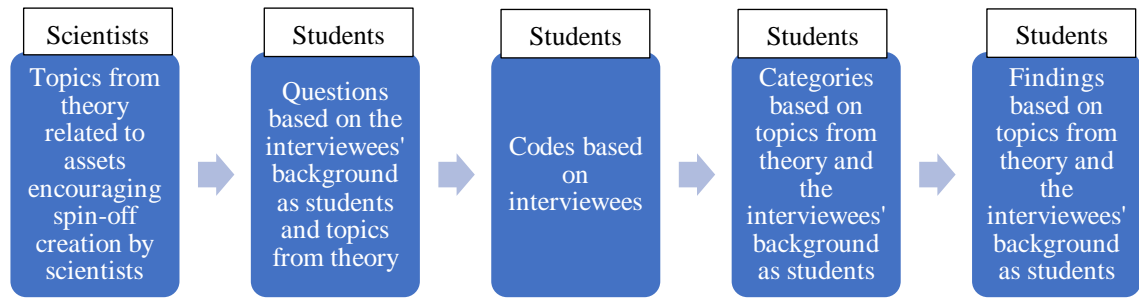 Scientists
Topics from
theory
related to
assets
encouraging
spin-off
creation by
scientists
Students
Questions
based on the
interviewees'
background
as students
and topics
from theory
Students
Codes based
on
interviewees
Students
Categories
based on
topics from
theory and
the
interviewees'
background
as students
Students
Findings
based on
topics from
theory and
the
interviewees'
background
as students